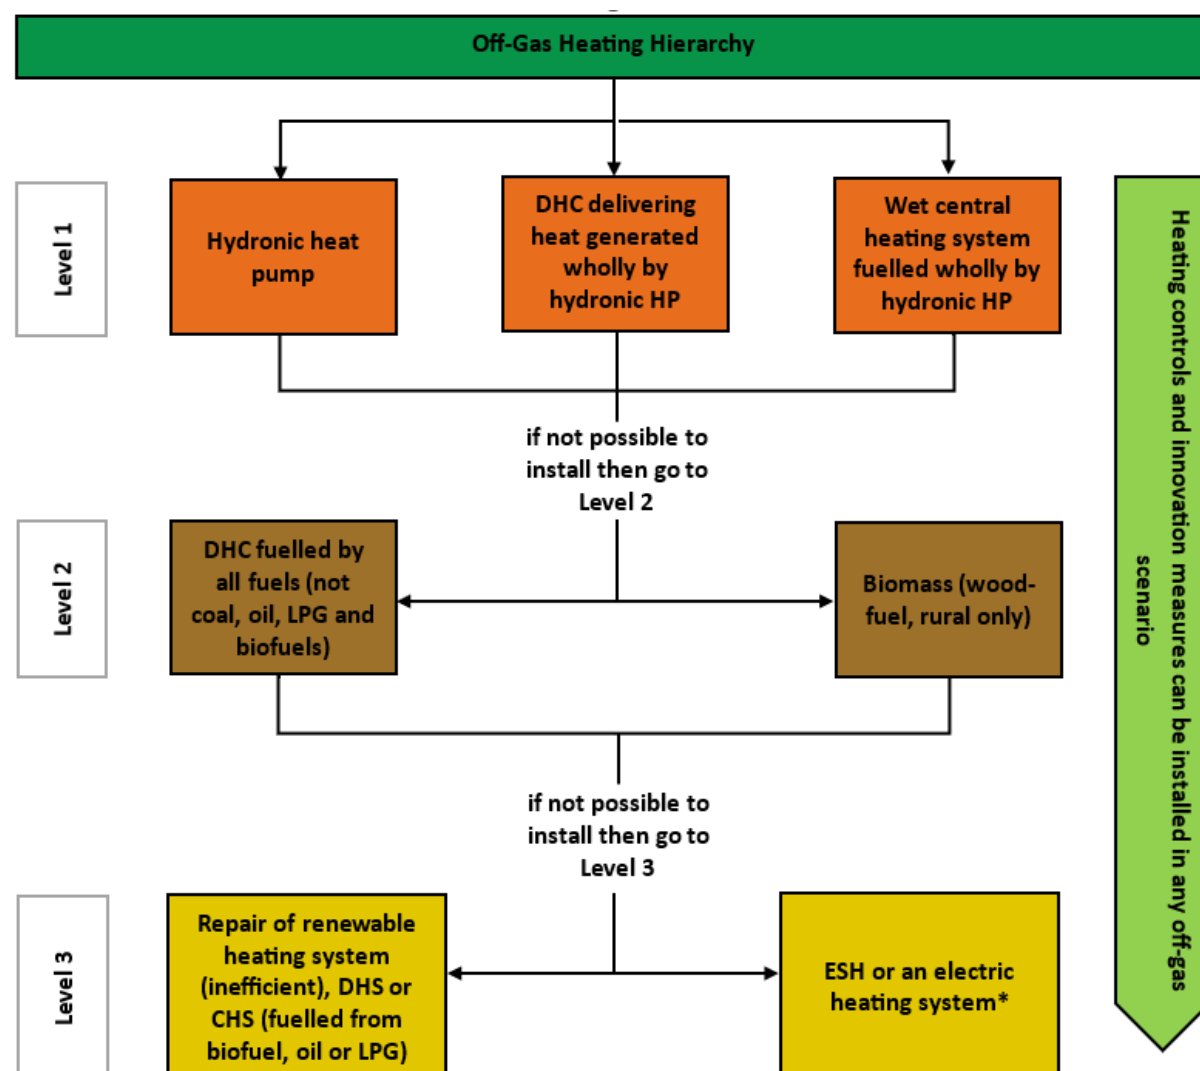 Off-Gas Heating Hierarchy
Level 1
Hydronic heat
pump
DHC delivering
heat generated
wholly by
hydronic HP
Wet central
heating system
fuelled wholly by
hydronic HP
if not possible to
install then go to
Level 2
Level 2
DHC fuelled by
all fuels (not
coal, oil, LPG and
biofuels)
Biomass (wood-
fuel, rural only)
if not possible to
install then go to
Level 3
Level 3
Repair of renewable
heating system
(inefficient), DHS or
CHS (fuelled from
biofuel, oil or LPG)
ESH or an electric
heating system*
Heating controls and innovation measures can be installed in any off-gas
scenario